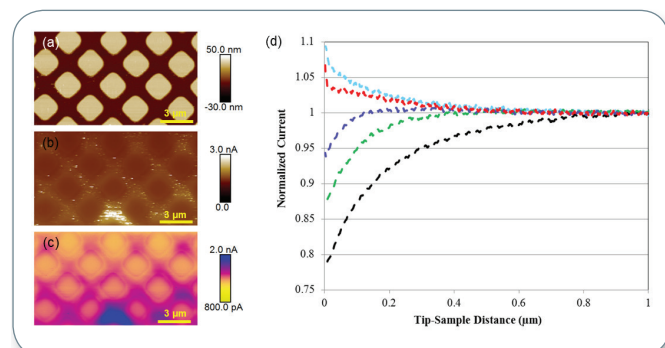 (a)
50.0 nm
-30.0 nm
3 µm
(b)
3.0 nA
0.0
3 µm
(c)
2.0 nA
800.0 pA
3 µm
(d)
Normalized Current
1.1
1.05
1
0.95
0.9
0.85
0.8
0.75
0 0.2 0.4 0.6 0.8 1
Tip-Sample Distance (µm)